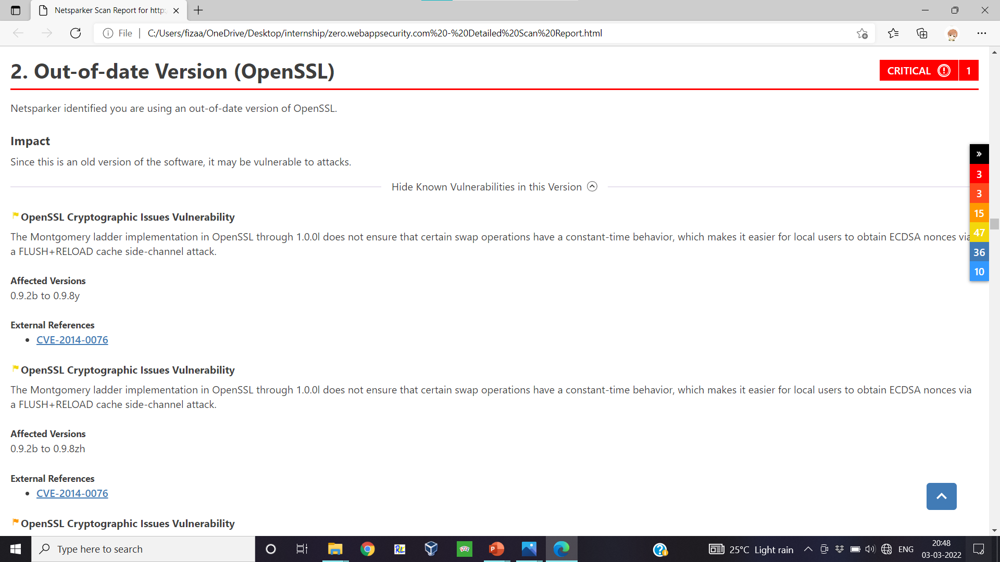 Netsparker Scan Report for http:
File
C:/Users/fizaa/OneDrive/Desktop/internship/zero.webappsecurity.com%20-%20Detailed%20Scan%20Report.html
2. Out-of-date Version (OpenSSL)
CRITICAL 1
Netsparker identified you are using an out-of-date version of OpenSSL.
Impact
Since this is an old version of the software, it may be vulnerable to attacks.
Hide Known Vulnerabilities in this Version
OpenSSL Cryptographic Issues Vulnerability
The Montgomery ladder implementation in OpenSSL through 1.0.0l does not ensure that certain swap operations have a constant-time behavior, which makes it easier for local users to obtain ECDSA nonces via
a FLUSH+RELOAD cache side-channel attack.
Affected Versions
0.9.2b to 0.9.8y
External References
• CVE-2014-0076
OpenSSL Cryptographic Issues Vulnerability
The Montgomery ladder implementation in OpenSSL through 1.0.0l does not ensure that certain swap operations have a constant-time behavior, which makes it easier for local users to obtain ECDSA nonces via
a FLUSH+RELOAD cache side-channel attack.
Affected Versions
0.9.2b to 0.9.8zh
External References
• CVE-2014-0076
OpenSSL Cryptographic Issues Vulnerability
»
3
3
15
47
36
10
Type here to search
RL
P
25°C Light rain
ENG
20:48
03-03-2022